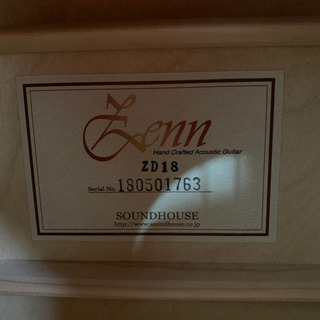 Zenn
Hand Crafted Acoustic Guitar
ZD18
Serial No. 180501763
SOUNDHOUSE
http://www.soundhouse.co.jp